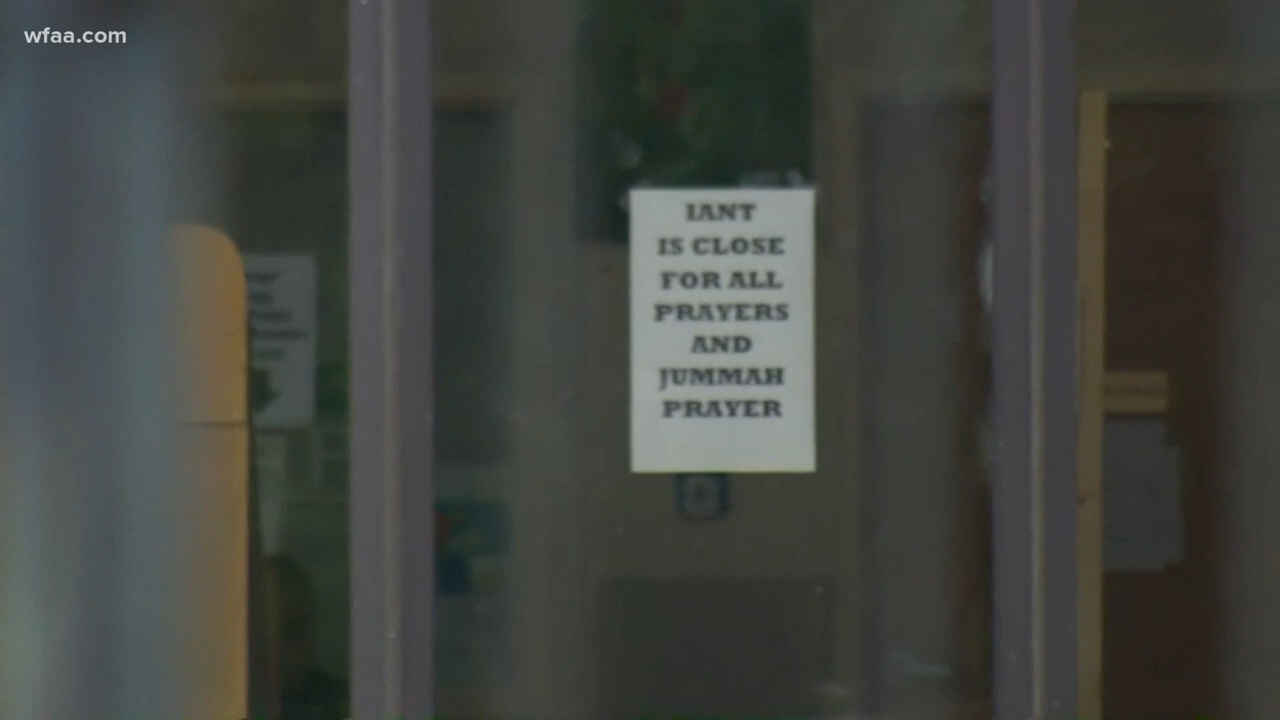 wfaa.com
IANT
IS CLOSE
FOR ALL
PRAYERS
AND
JUMMAH
PRAYER